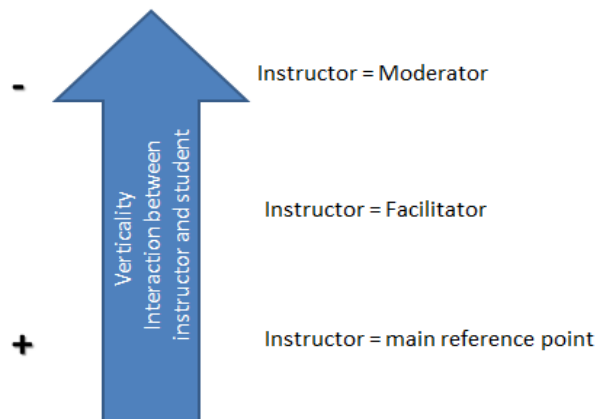 -
Instructor = Moderator
Verticality
Interaction between
instructor and student
Instructor = Facilitator
+
Instructor = main reference point